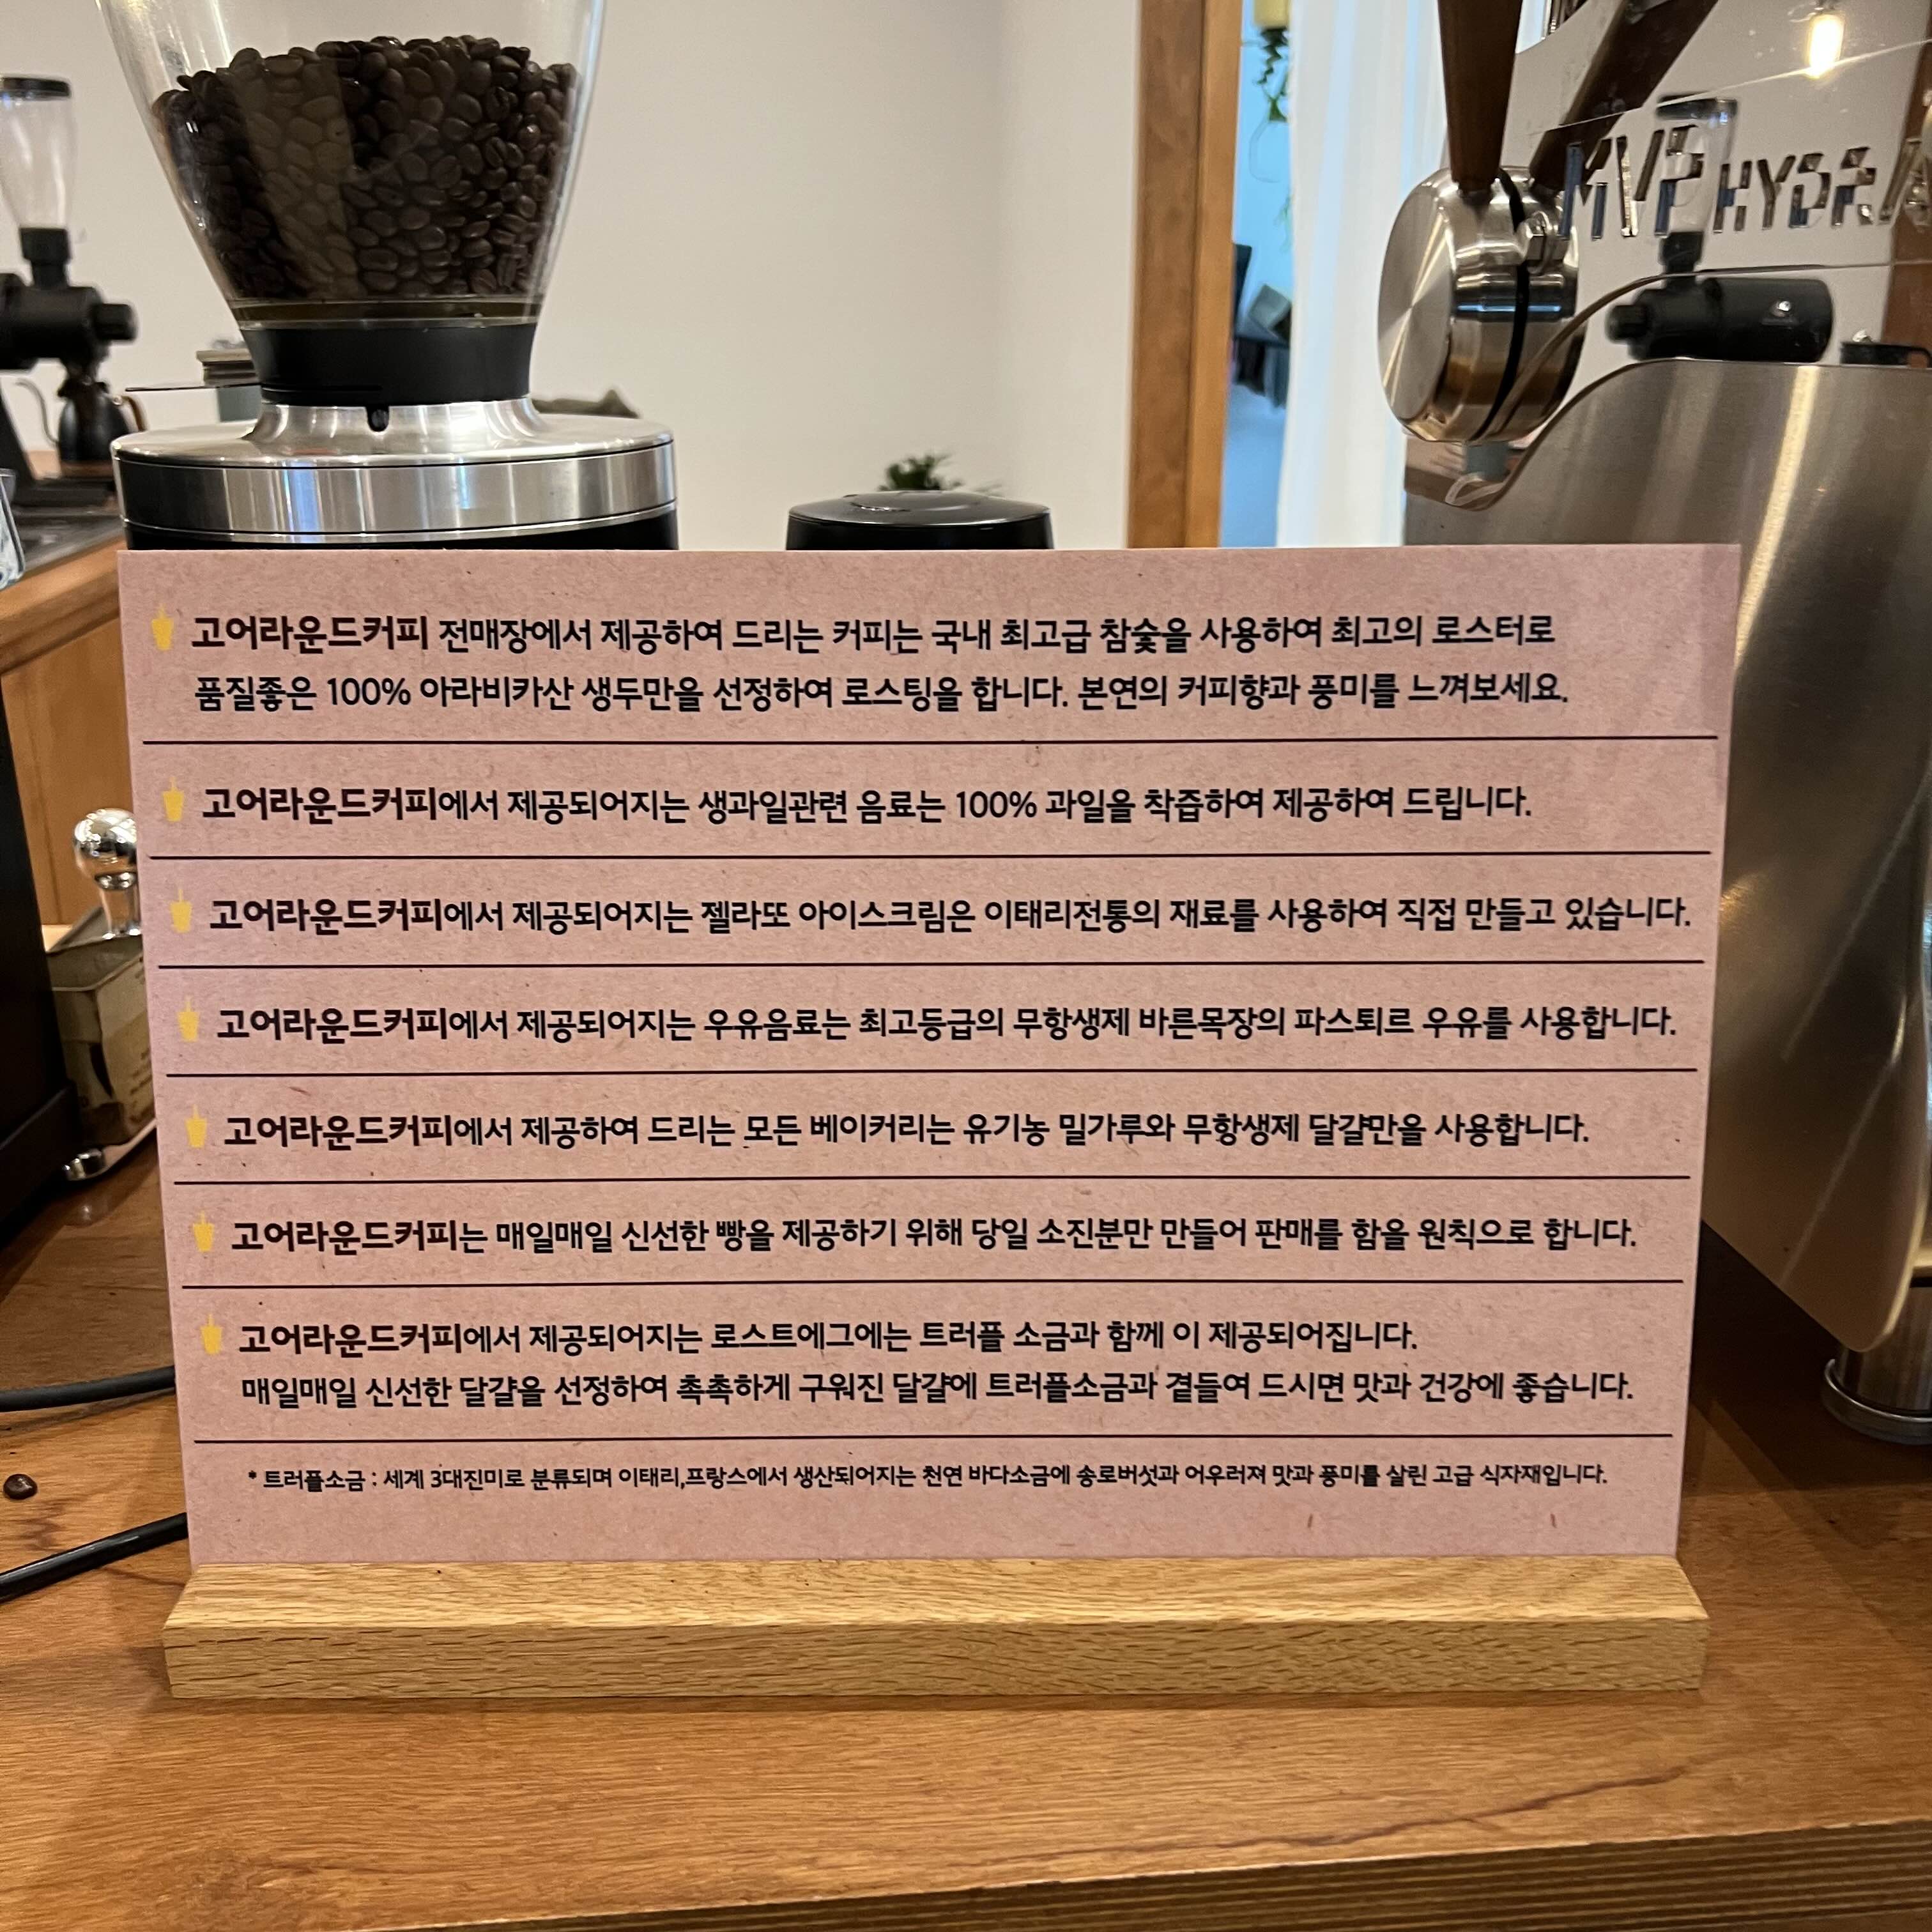 MVP HYDRA
고어라운드커피 전매장에서 제공하여 드리는 커피는 국내 최고급 참숯을 사용하여 최고의 로스터로
품질좋은 100% 아라비카산 생두만을 선정하여 로스팅을 합니다. 본연의 커피향과 풍미를 느껴보세요.
고어라운드커피에서 제공되어지는 생과일관련 음료는 100% 과일을 착즙하여 제공하여 드립니다.
고어라운드커피에서 제공되어지는 젤라또 아이스크림은 이태리전통의 재료를 사용하여 직접 만들고 있습니다.
고어라운드커피에서 제공되어지는 우유음료는 최고등급의 무항생제 바른목장의 파스퇴르 우유를 사용합니다.
고어라운드커피에서 제공하여 드리는 모든 베이커리는 유기농 밀가루와 무항생제 달걀만을 사용합니다.
고어라운드커피는 매일매일 신선한 빵을 제공하기 위해 당일 소진분만 만들어 판매를 함을 원칙으로 합니다.
고어라운드커피에서 제공되어지는 로스트에그에는 트러플 소금과 함께 이 제공되어집니다.
매일매일 신선한 달걀을 선정하여 촉촉하게 구워진 달걀에 트러플소금과 곁들여 드시면 맛과 건강에 좋습니다.
* 트러플소금 : 세계 3대진미로 분류되며 이태리,프랑스에서 생산되어지는 천연 바다소금에 송로버섯과 어우러져 맛과 풍미를 살린 고급 식자재입니다.